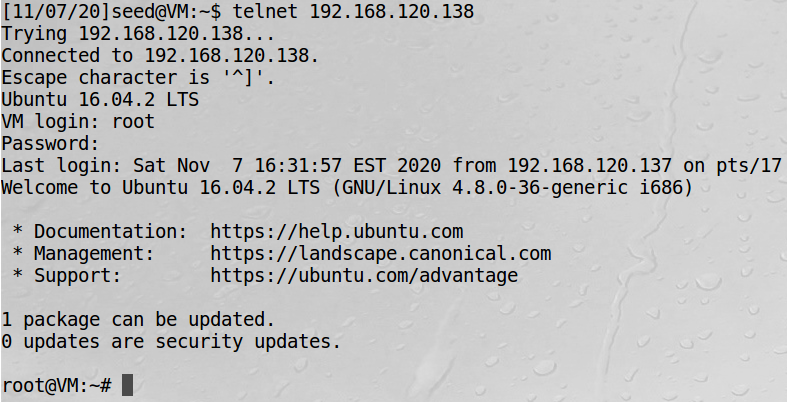 [11/07/20]seed@VM:~$ telnet 192.168.120.138
Trying 192.168.120.138...
Connected to 192.168.120.138.
Escape character is '^]'.
Ubuntu 16.04.2 LTS
VM login: root
Password:
Last login: Sat Nov  7 16:31:57 EST 2020 from 192.168.120.137 on pts/17
Welcome to Ubuntu 16.04.2 LTS (GNU/Linux 4.8.0-36-generic i686)

 * Documentation:  https://help.ubuntu.com
 * Management:     https://landscape.canonical.com
 * Support:        https://ubuntu.com/advantage

1 package can be updated.
0 updates are security updates.

root@VM:~#